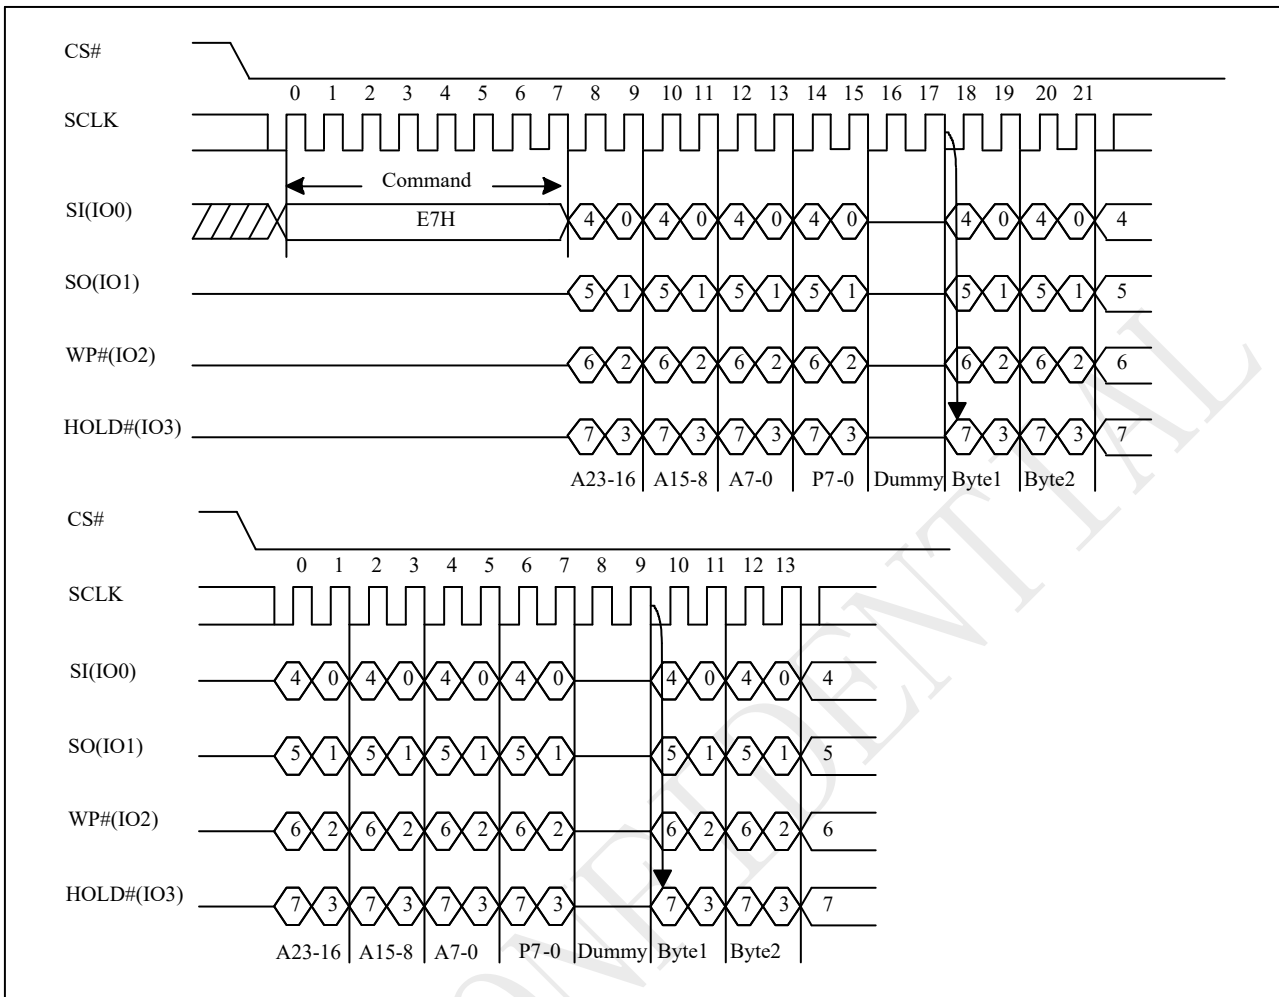 CS#
0 1 2 3 4 5 6 7 8 9 10 11 12 13 14 15 16 17 18 19 20 21
SCLK
Command
SI(IO0) E7H 4 0 4 0 4 0 4 0 4 0 4 0 4
SO(IO1) 5 1 5 1 5 1 5 1 5 1 5 1 5
WP#(IO2) 6 2 6 2 6 2 6 2 6 2 6 2 6
HOLD#(IO3) 7 3 7 3 7 3 7 3 7 3 7 3 7
A23-16 A15-8 A7-0 P7-0 Dummy Byte1 Byte2
CS#
0 1 2 3 4 5 6 7 8 9 10 11 12 13
SCLK
SI(IO0) 4 0 4 0 4 0 4 0 4 0 4 0 4
SO(IO1) 5 1 5 1 5 1 5 1 5 1 5 1 5
WP#(IO2) 6 2 6 2 6 2 6 2 6 2 6 2 6
HOLD#(IO3) 7 3 7 3 7 3 7 3 7 3 7 3 7
A23-16 A15-8 A7-0 P7-0 Dummy Byte1 Byte2